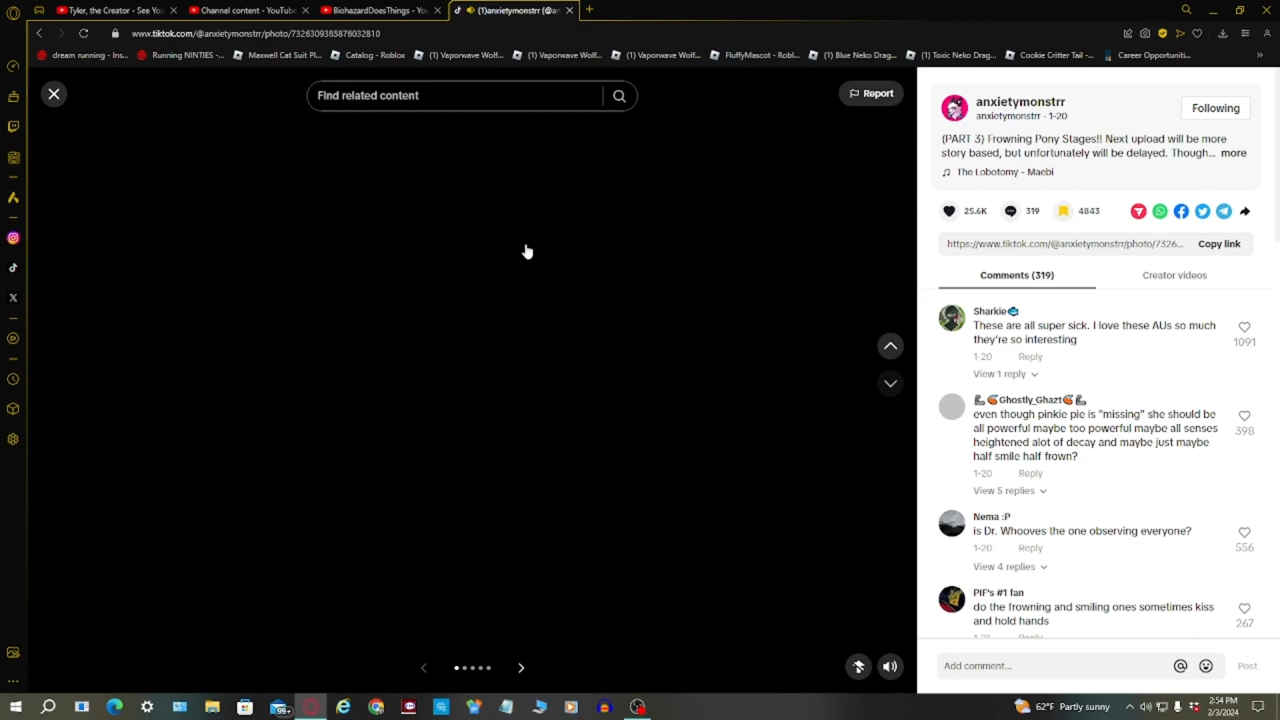 Tyler, the Creator - See You
Channel content - YouTube
BiohazardDoesThings - You
(1)anxietymonstrr (@an
www.tiktok.com/@anxietymonstrr/photo/7326309385876032810
dream running - Ins...
Running NINTIES -...
Maxwell Cat Suit Pl...
Catalog - Roblox
(1) Vaporwave Wolf...
(1) Vaporwave Wolf...
(1) Vaporwave Wolf...
FluffyMascot - Robl...
(1) Blue Neko Drag...
(1) Toxic Neko Drag...
Cookie Critter Tail -...
Career Opportuniti...
Find related content
Report
anxietymonstrr
anxietymonstrr · 1-20
Following
(PART 3) Frowning Pony Stages!! Next upload will be more
story based, but unfortunately will be delayed. Though... more
The Lobotomy - Maebi
25.6K
319
4843
https://www.tiktok.com/@anxietymonstrr/photo/7326...
Copy link
Comments (319)
Creator videos
Sharkie
These are all super sick. I love these AUs so much
they're so interesting
1091
1-20 Reply
View 1 reply
Ghostly_Ghazt
even though pinkie pie is "missing" she should be
all powerful maybe too powerful maybe all senses
heightened alot of decay and maybe just maybe
half smile half frown?
398
1-20 Reply
View 5 replies
Nema :P
is Dr. Whooves the one observing everyone?
556
1-20 Reply
View 4 replies
PIF's #1 fan
do the frowning and smiling ones sometimes kiss
and hold hands
267
1-21 Reply
Add comment...
Post
99+
62°F Partly sunny
2:54 PM
2/3/2024